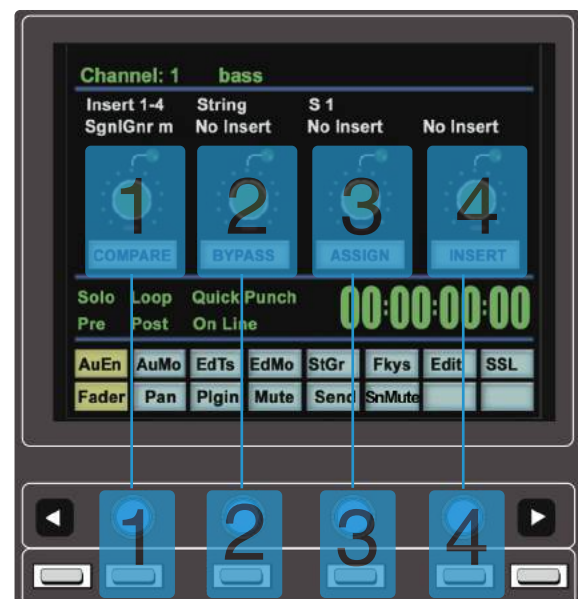 Channel: 1 bass
Insert 1-4 String S 1
SgnlGnr m No Insert No Insert No Insert
1 2 3 4
COMPARE BYPASS ASSIGN INSERT
Solo Loop Quick Punch 00:00:00:00
Pre Post On Line
AuEn AuMo EdTs EdMo StGr Fkys Edit SSL
Fader Pan Plgin Mute Send SnMute
1 2 3 4